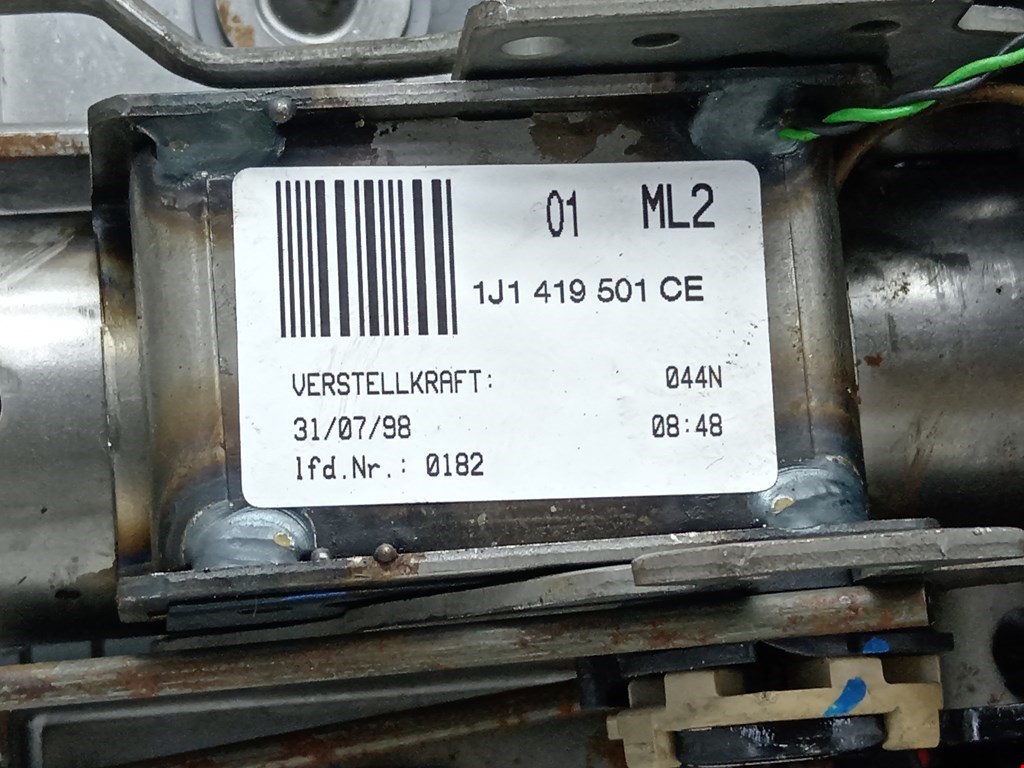 01 ML2
1J1 419 501 CE
VERSTELLKRAFT: 044N
31/07/98 08:48
lfd.Nr.: 0182